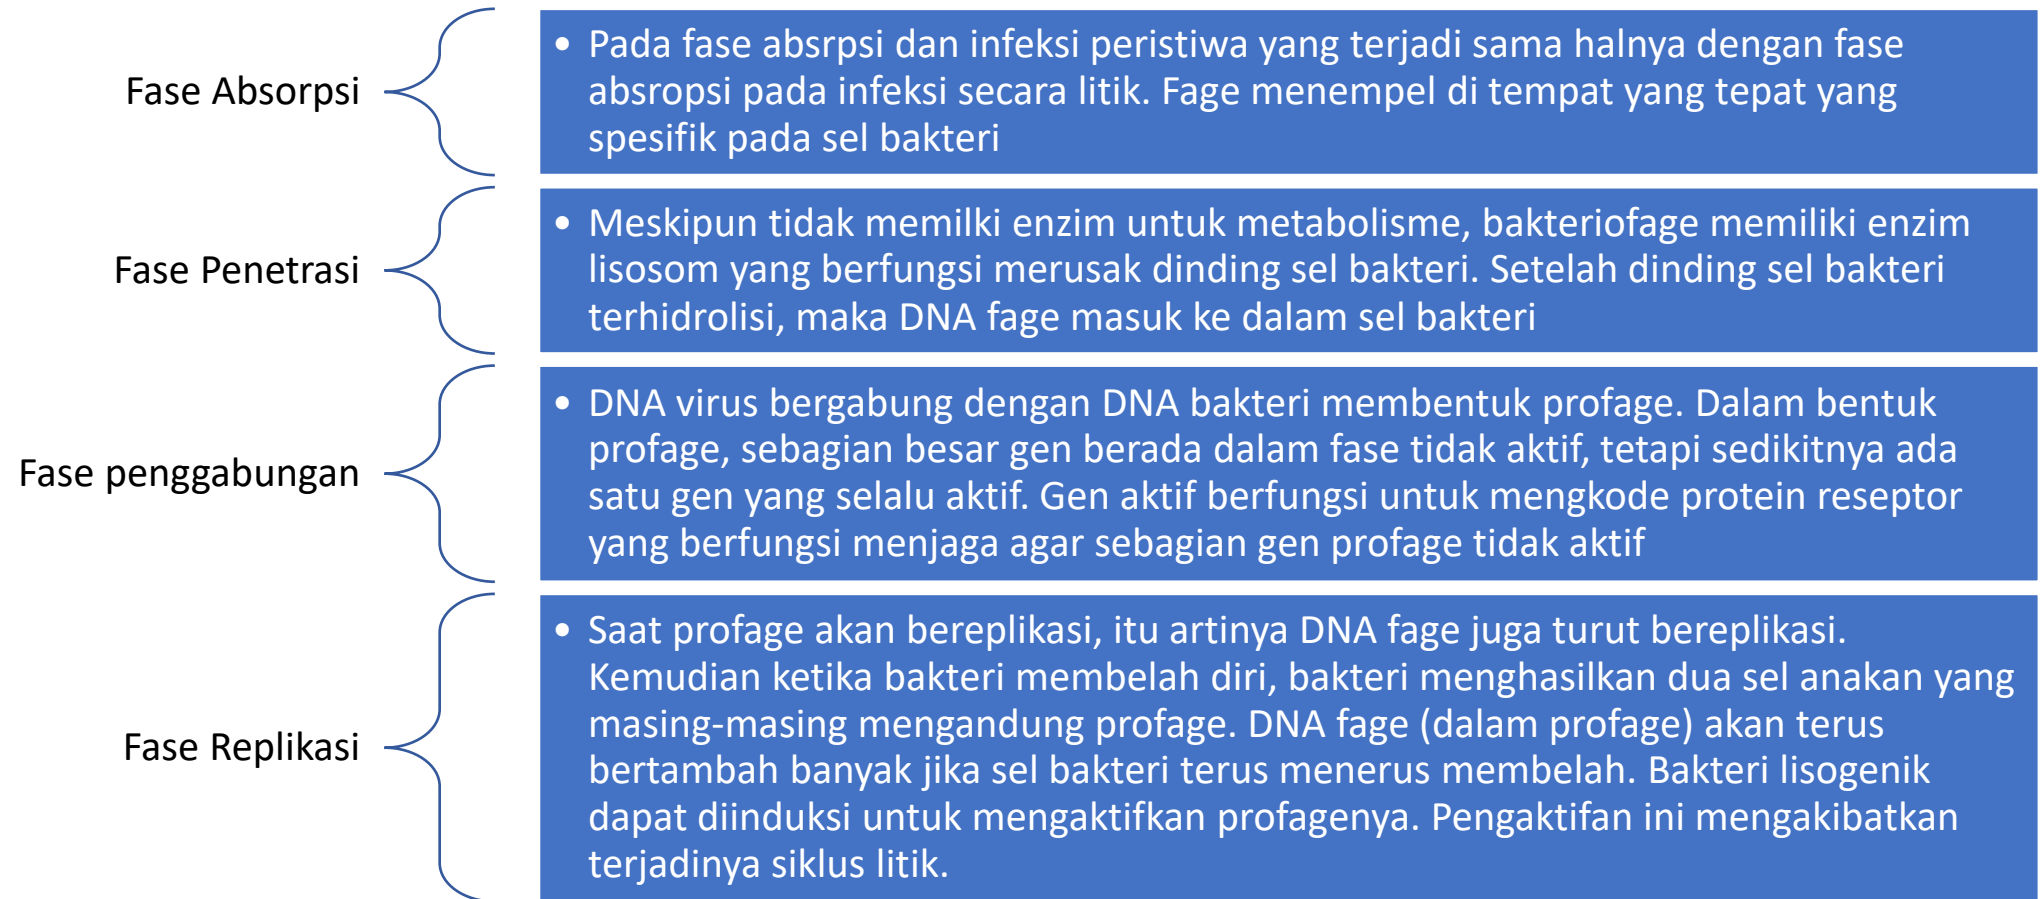 Fase Absorpsi
• Pada fase absrpsi dan infeksi peristiwa yang terjadi sama halnya dengan fase
absropsi pada infeksi secara litik. Fage menempel di tempat yang tepat yang
spesifik pada sel bakteri
Fase Penetrasi
• Meskipun tidak memilki enzim untuk metabolisme, bakteriofage memiliki enzim
lisosom yang berfungsi merusak dinding sel bakteri. Setelah dinding sel bakteri
terhidrolisi, maka DNA fage masuk ke dalam sel bakteri
Fase penggabungan
• DNA virus bergabung dengan DNA bakteri membentuk profage. Dalam bentuk
profage, sebagian besar gen berada dalam fase tidak aktif, tetapi sedikitnya ada
satu gen yang selalu aktif. Gen aktif berfungsi untuk mengkode protein reseptor
yang berfungsi menjaga agar sebagian gen profage tidak aktif
Fase Replikasi
• Saat profage akan bereplikasi, itu artinya DNA fage juga turut bereplikasi.
Kemudian ketika bakteri membelah diri, bakteri menghasilkan dua sel anakan yang
masing-masing mengandung profage. DNA fage (dalam profage) akan terus
bertambah banyak jika sel bakteri terus menerus membelah. Bakteri lisogenik
dapat diinduksi untuk mengaktifkan profagenya. Pengaktifan ini mengakibatkan
terjadinya siklus litik.